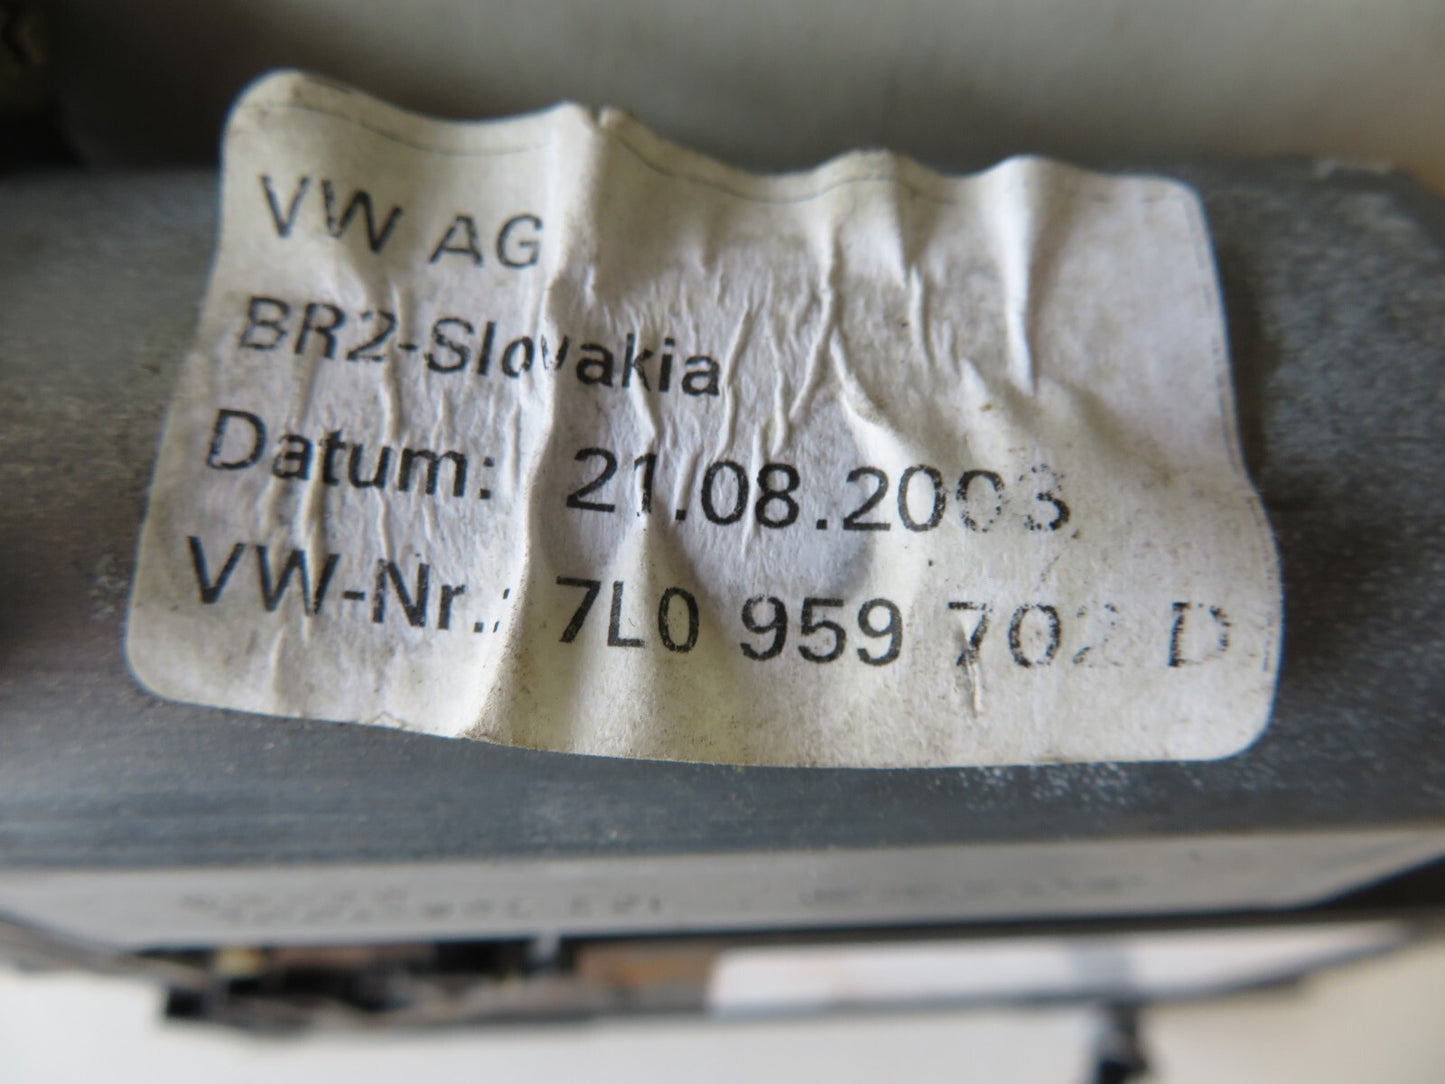 VW AG
BR2-Slovakia
Datum: 21.08.2003
VW-Nr.: 7L0 959 702 D